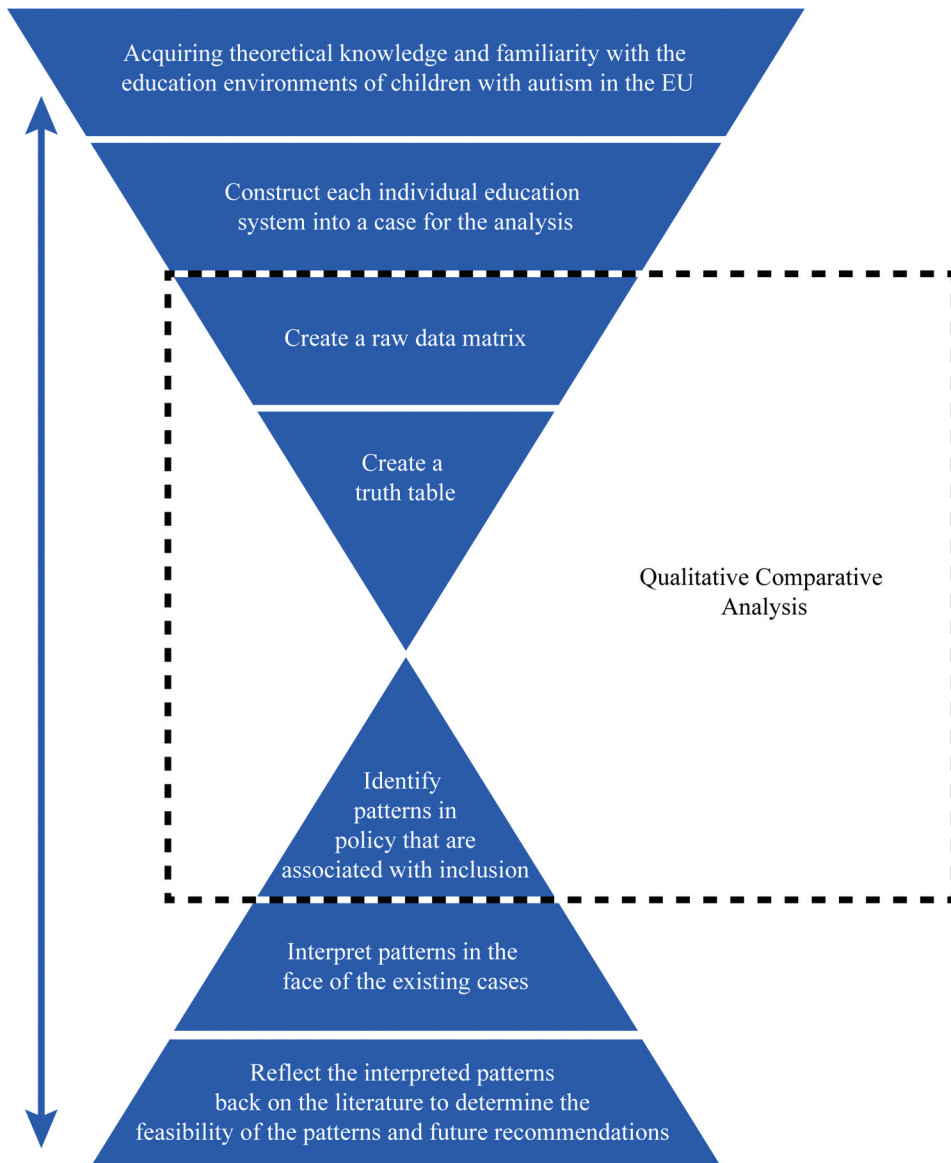 Acquiring theoretical knowledge and familiarity with the
education environments of children with autism in the EU
Construct each individual education
system into a case for the analysis
Create a raw data matrix
Create a
truth table
Qualitative Comparative
Analysis
Identify
patterns in
policy that are
associated with inclusion
Interpret patterns in the
face of the existing cases
Reflect the interpreted patterns
back on the literature to determine the
feasibility of the patterns and future recommendations